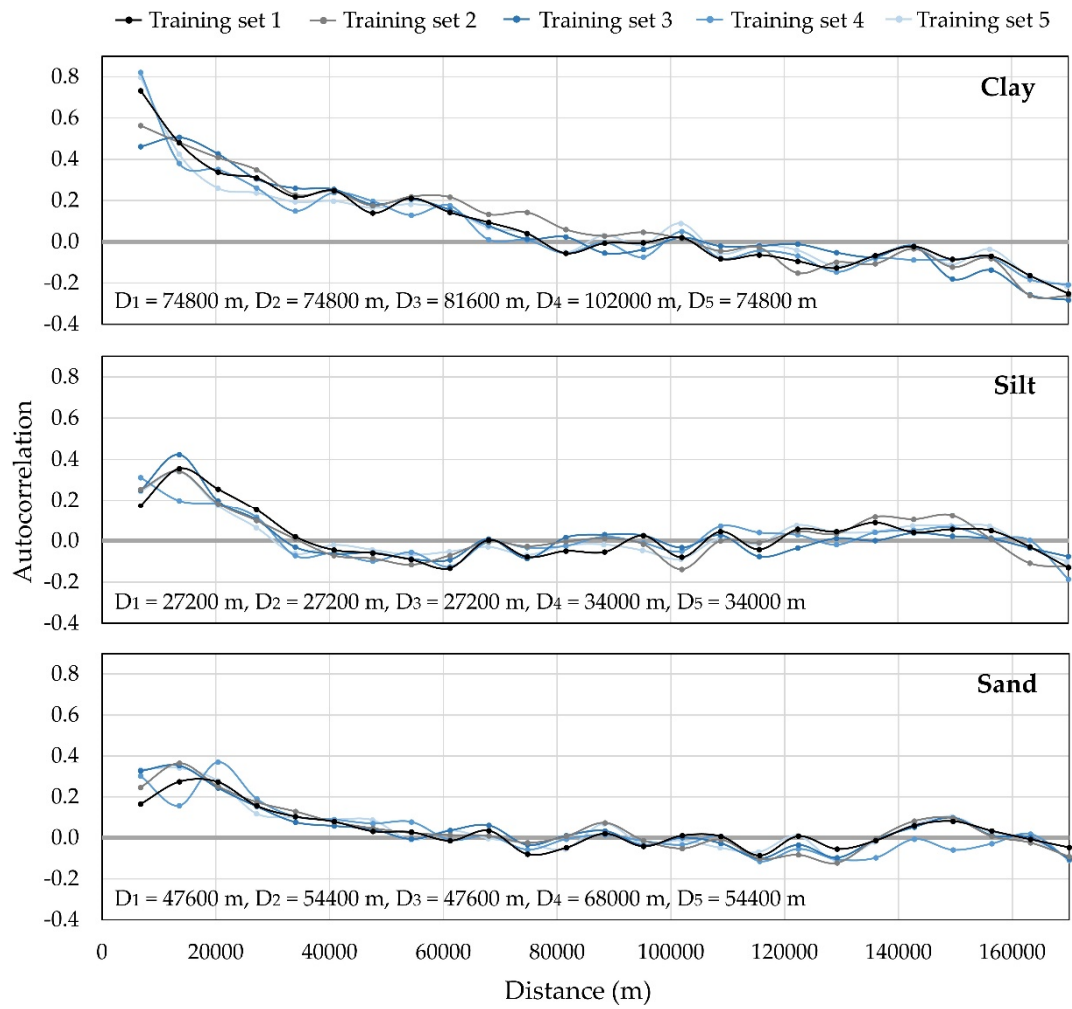 Training set 1 Training set 2 Training set 3 Training set 4 Training set 5
Clay
0.8
0.6
0.4
0.2
0.0
-0.2
-0.4
D1 = 74800 m, D2 = 74800 m, D3 = 81600 m, D4 = 102000 m, D5 = 74800 m
Silt
0.8
0.6
0.4
0.2
0.0
-0.2
-0.4
D1 = 27200 m, D2 = 27200 m, D3 = 27200 m, D4 = 34000 m, D5 = 34000 m
Autocorrelation
Sand
0.8
0.6
0.4
0.2
0.0
-0.2
-0.4
D1 = 47600 m, D2 = 54400 m, D3 = 47600 m, D4 = 68000 m, D5 = 54400 m
0 20000 40000 60000 80000 100000 120000 140000 160000
Distance (m)